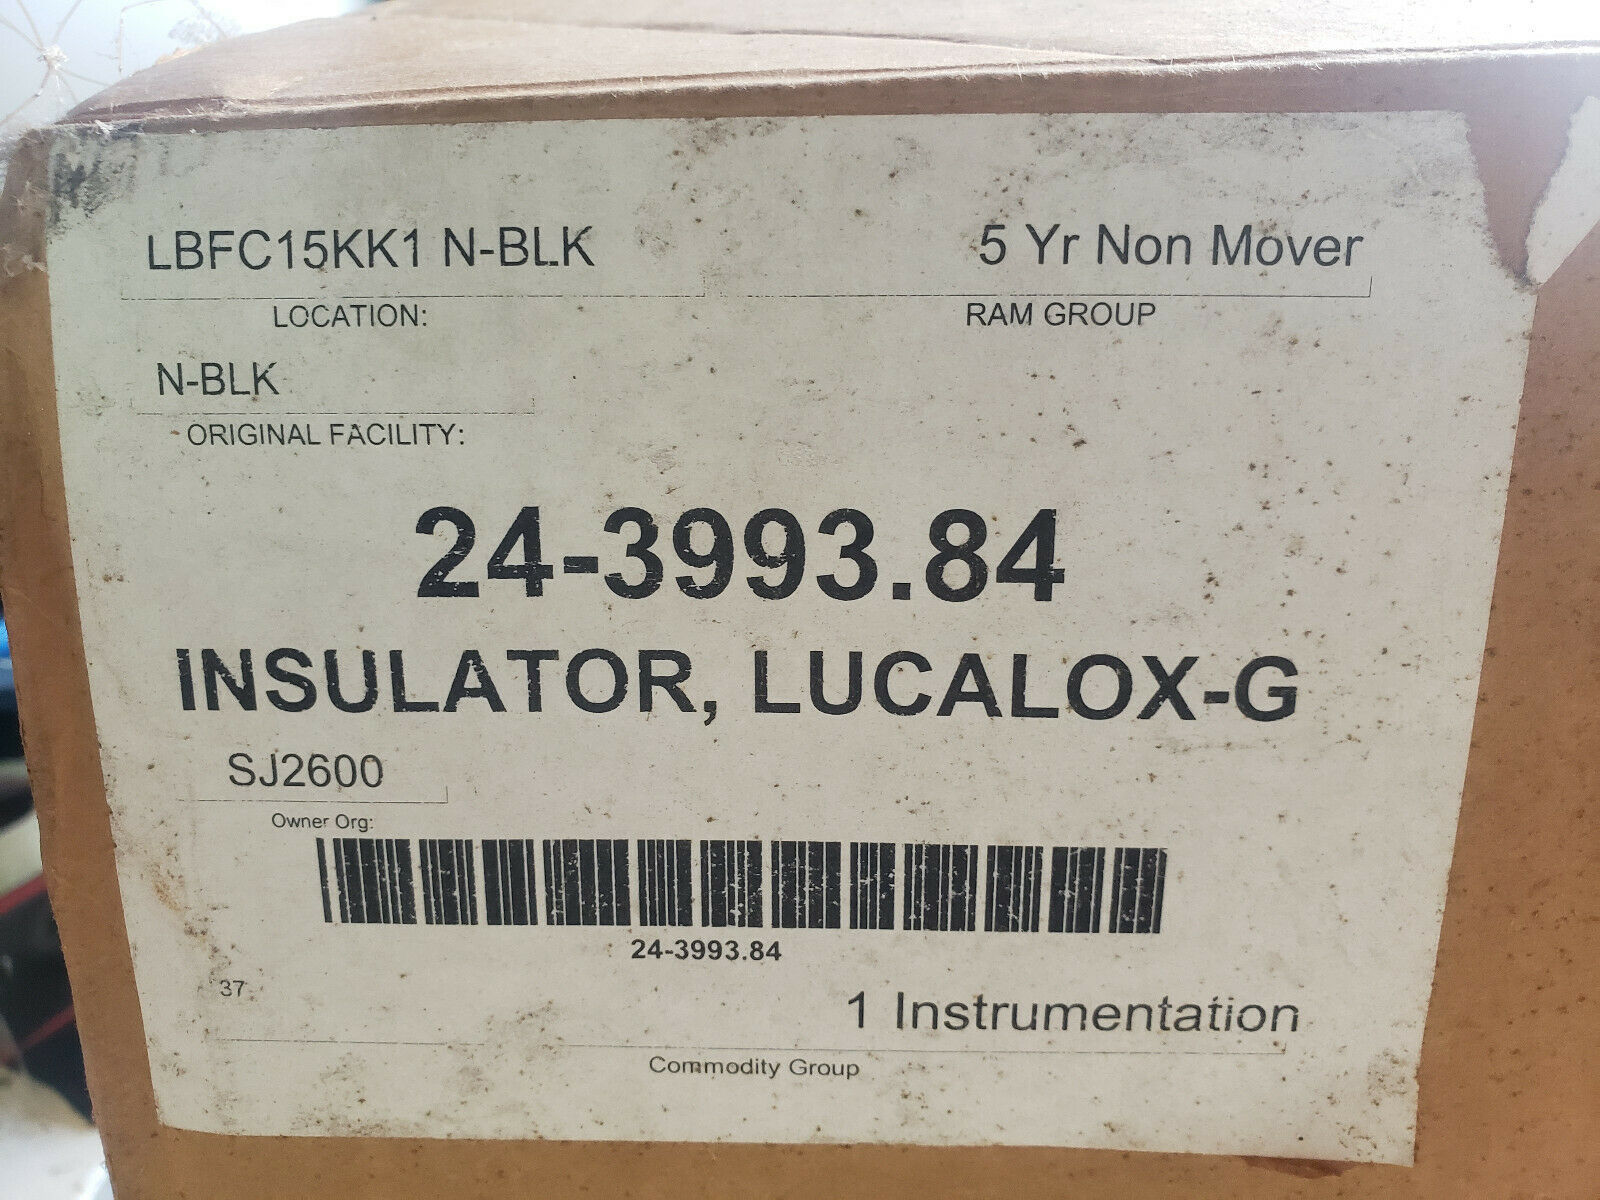 LBFC15KK1 N-BLK
5 Yr Non Mover
LOCATION:
RAM GROUP
N-BLK
ORIGINAL FACILITY:
24-3993.84
INSULATOR, LUCALOX-G
SJ2600
Owner Org:
24-3993.84
37
1 Instrumentation
Commodity Group